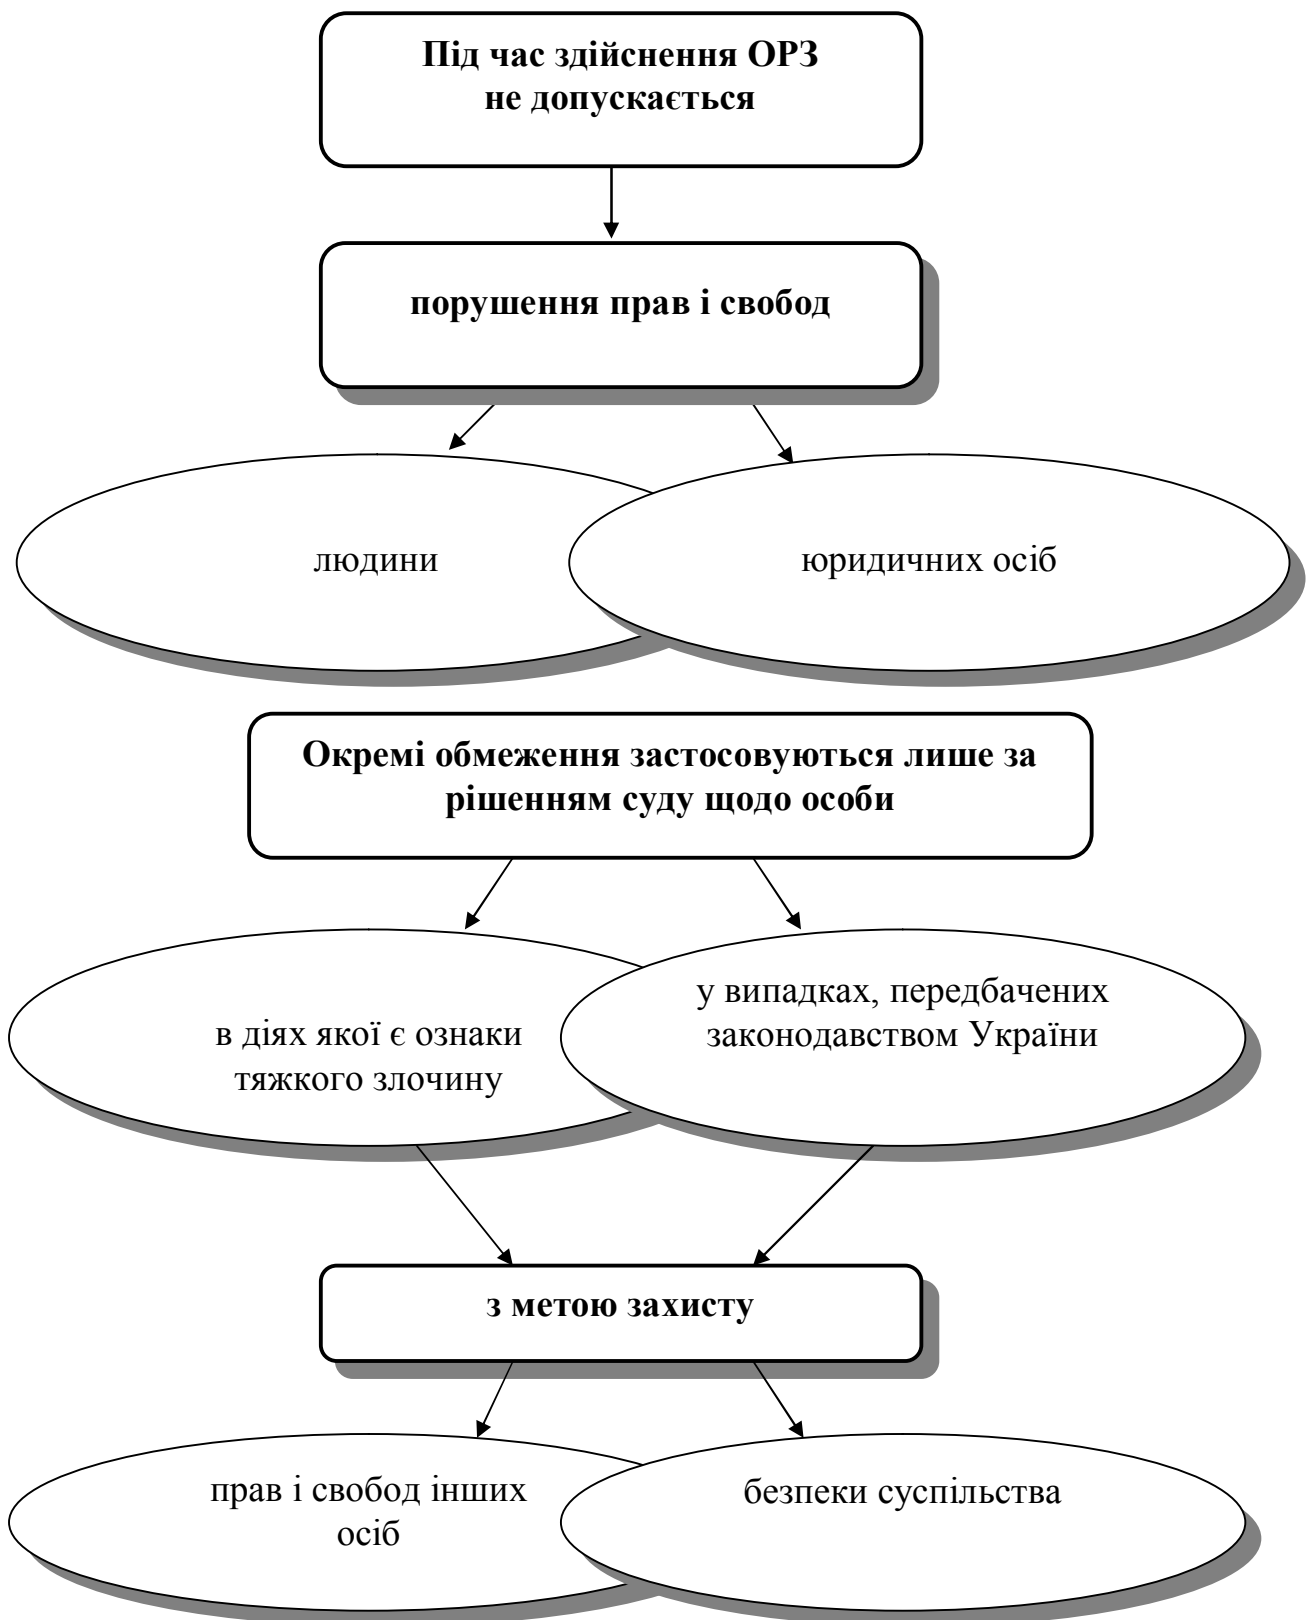 Під час здійснення ОРЗ
не допускається
порушення прав і свобод
людини
юридичних осіб
Окремі обмеження застосовуються лише за
рішенням суду щодо особи
в діях якої є ознаки
тяжкого злочину
у випадках, передбачених
законодавством України
з метою захисту
прав і свобод інших
осіб
безпеки суспільства